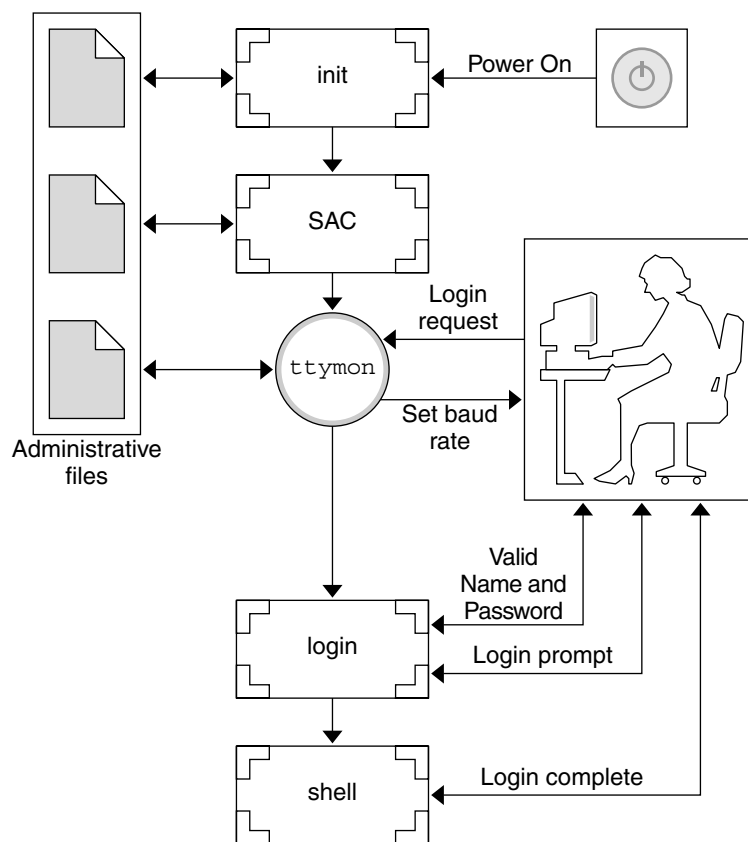 init
Power On
SAC
Login
request
ttymon
Set baud
rate
Administrative
files
Valid
Name and
Password
login
Login prompt
shell
Login complete